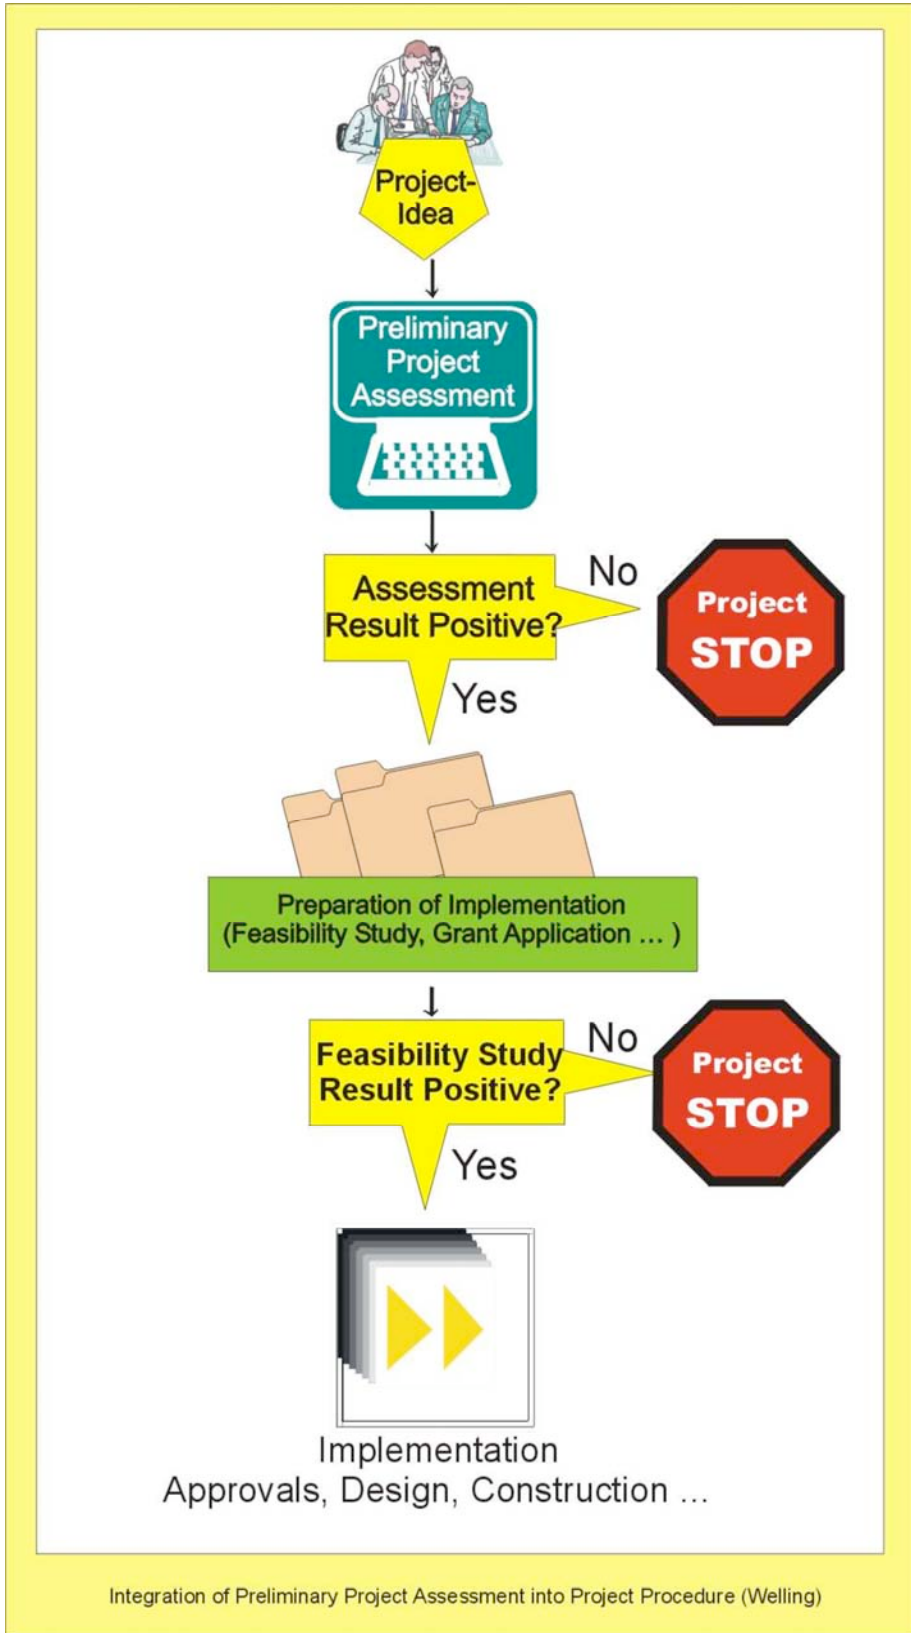 Project-
Idea
Preliminary
Project
Assessment
Assessment
Result Positive?
No
Project
STOP
Yes
Preparation of Implementation
(Feasibility Study, Grant Application ... )
Feasibility Study
Result Positive?
No
Project
STOP
Yes
Implementation
Approvals, Design, Construction ...
Integration of Preliminary Project Assessment into Project Procedure (Welling)